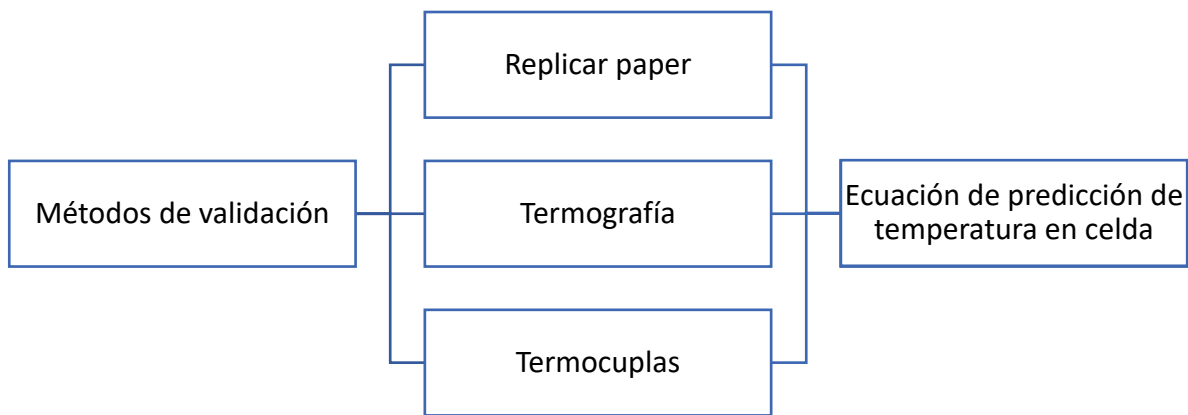 Replicar paper
Métodos de validación
Termografía
Ecuación de predicción de
temperatura en celda
Termocuplas